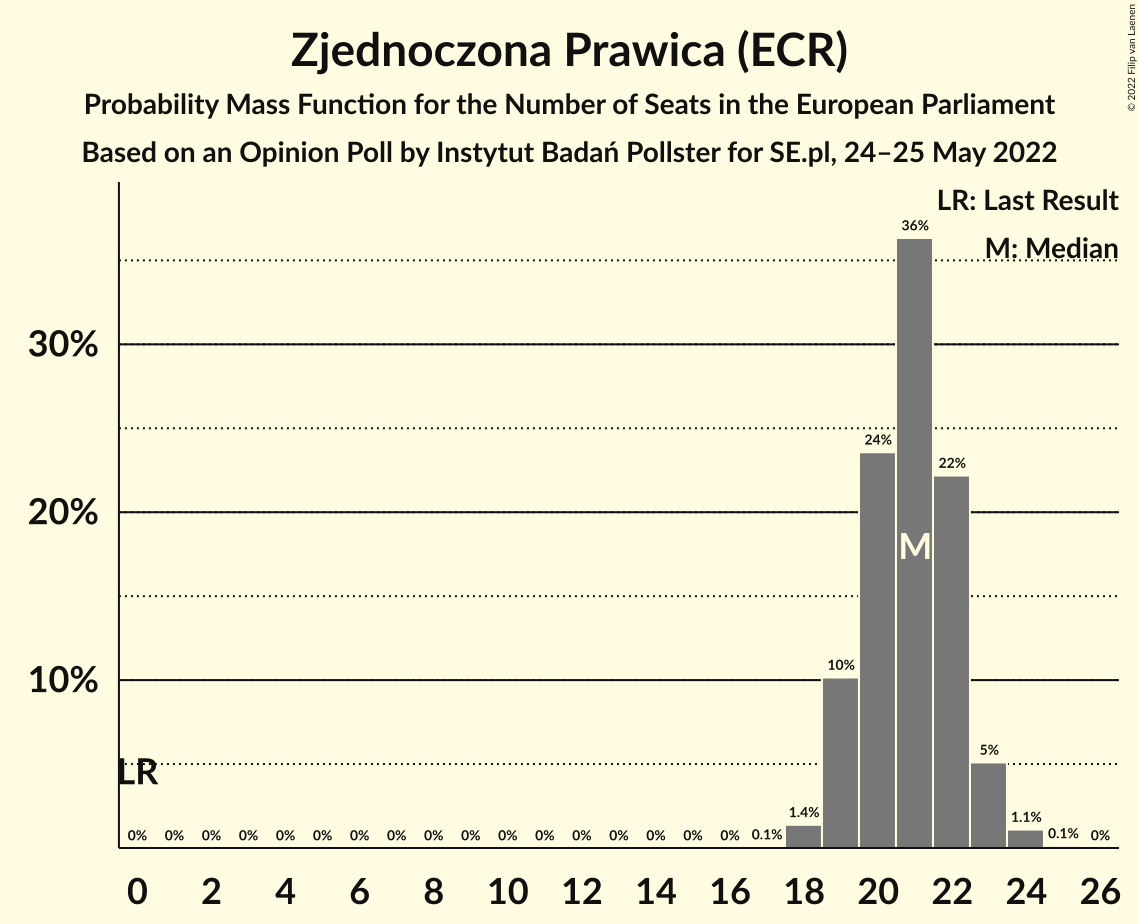 Zjednoczona Prawica (ECR)
Probability Mass Function for the Number of Seats in the European Parliament
Based on an Opinion Poll by Instytut Badań Pollster for SE.pl, 24–25 May 2022
© 2022 Filip van Laenen
LR: Last Result
M: Median
36%
30%
24%
22%
20%
M
10%
10%
5%
LR
1.4%
1.1%
0% 0% 0% 0% 0% 0% 0% 0% 0% 0% 0% 0% 0% 0% 0% 0% 0% 0.1% 0.1% 0%
0 2 4 6 8 10 12 14 16 18 20 22 24 26